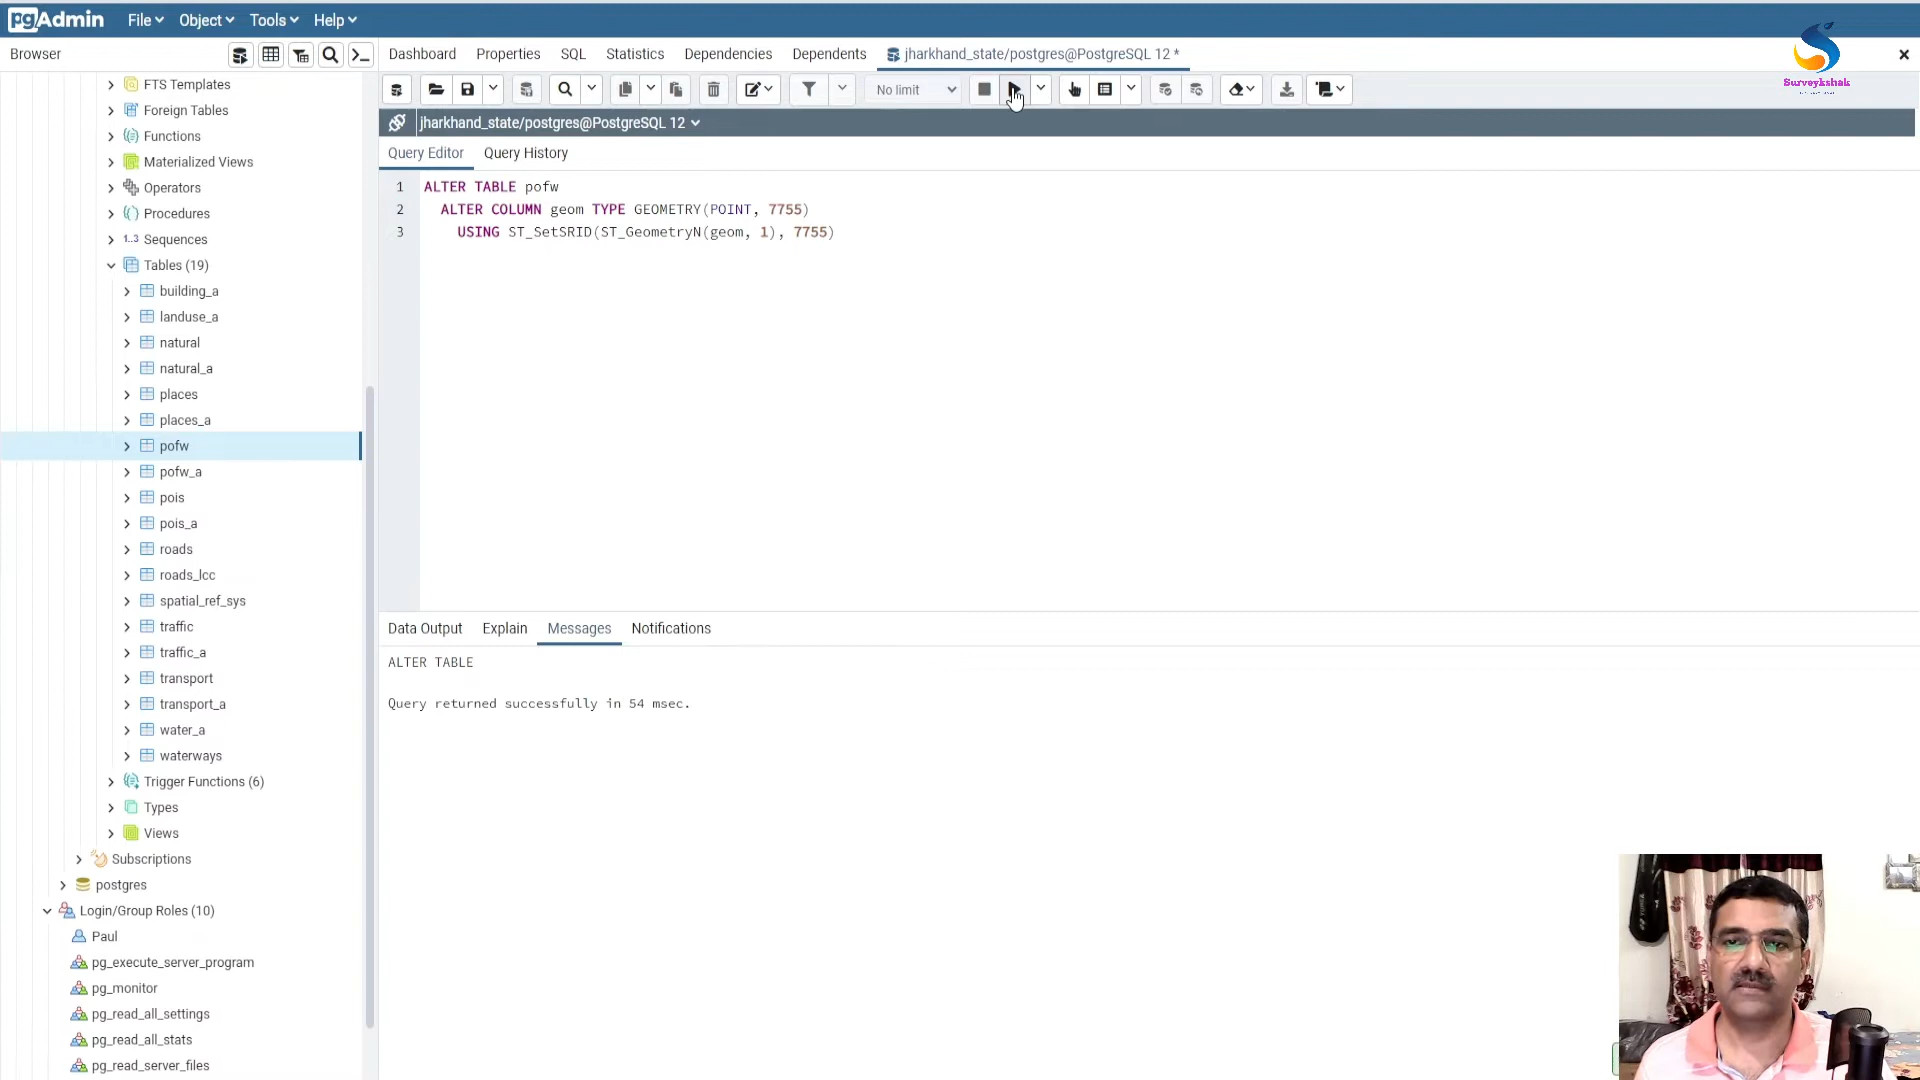 pgAdmin File Object Tools Help
Browser
Dashboard Properties SQL Statistics Dependencies Dependents jharkhand_state/postgres@PostgreSQL 12 *
Surveykshak
No limit
jharkhand_state/postgres@PostgreSQL 12
Query Editor Query History
1 ALTER TABLE pofw
2 ALTER COLUMN geom TYPE GEOMETRY(POINT, 7755)
3 USING ST_SetSRID(ST_GeometryN(geom, 1), 7755)
FTS Templates
Foreign Tables
Functions
Materialized Views
Operators
Procedures
1..3 Sequences
Tables (19)
building_a
landuse_a
natural
natural_a
places
places_a
pofw
pofw_a
pois
pois_a
roads
roads_lcc
spatial_ref_sys
traffic
traffic_a
transport
transport_a
water_a
waterways
Trigger Functions (6)
Types
Views
Subscriptions
postgres
Login/Group Roles (10)
Paul
pg_execute_server_program
pg_monitor
pg_read_all_settings
pg_read_all_stats
pg_read_server_files
Data Output Explain Messages Notifications
ALTER TABLE
Query returned successfully in 54 msec.